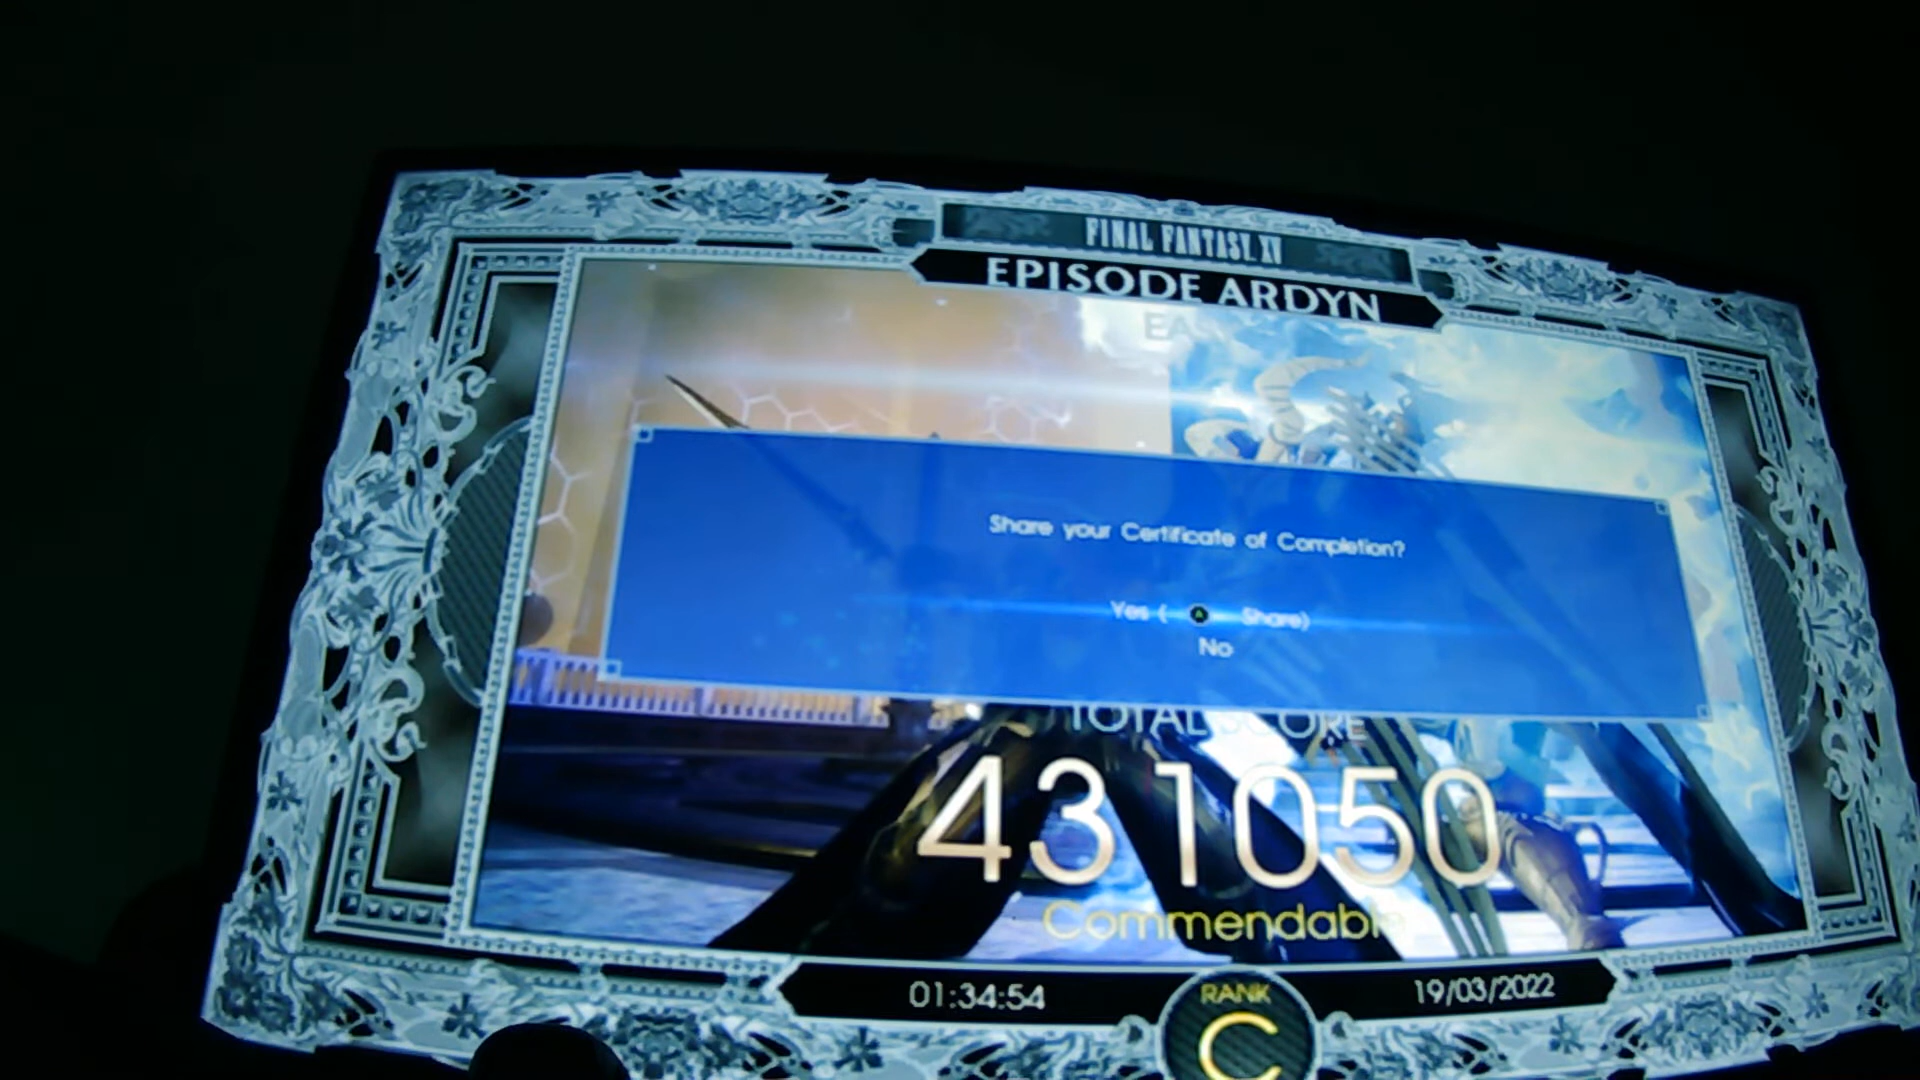 FINAL FANTASY XV
EPISODE ARDYN
Share your Certificate of Completion?
Yes ( A Share)
No
TOTAL SCORE
431050
Commendable
01:34:54
RANK
C
19/03/2022